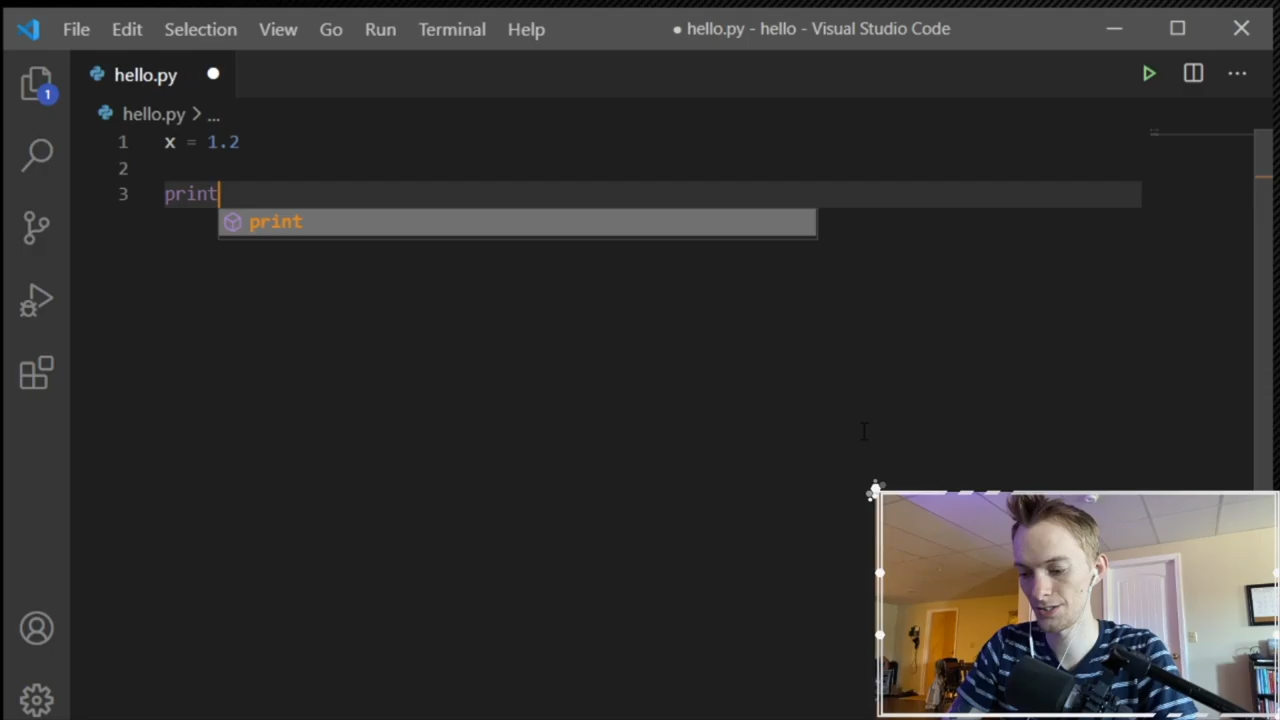 File Edit Selection View Go Run Terminal Help ● hello.py - hello - Visual Studio Code
hello.py
1
hello.py > ...
1 x = 1.2
2
3 print
print